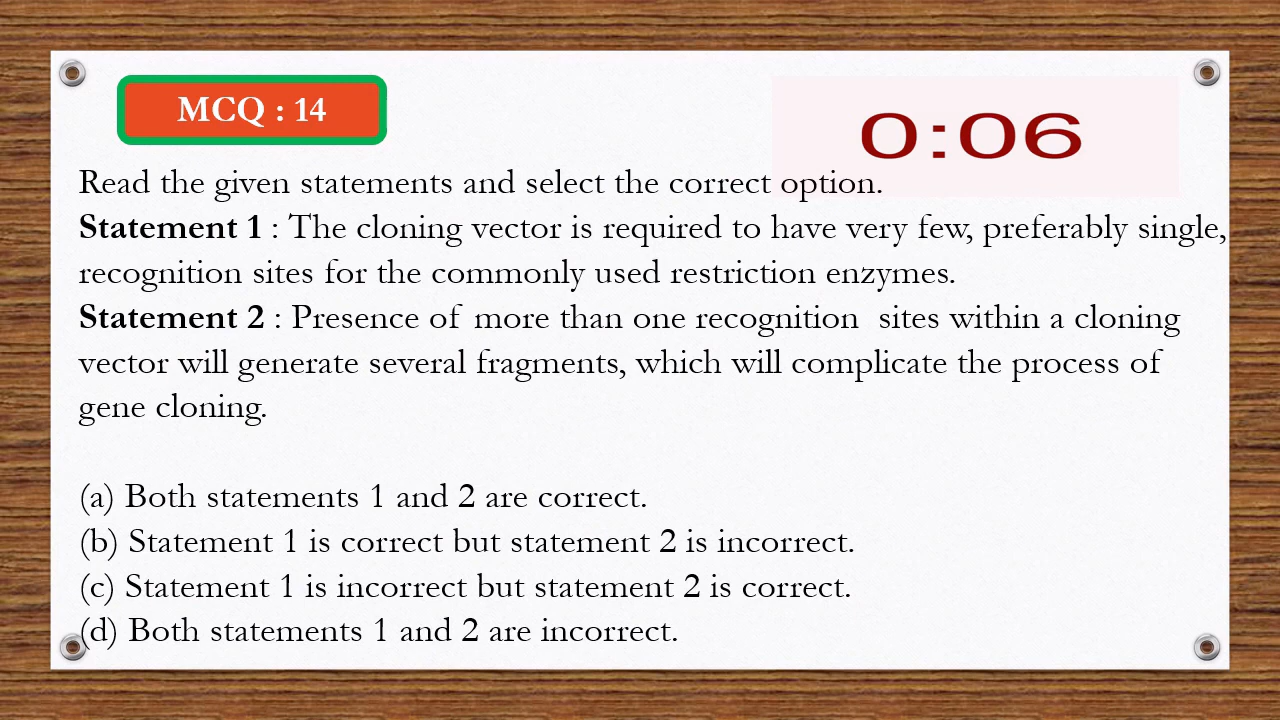 MCQ : 14
0:06
Read the given statements and select the correct option.
Statement 1 : The cloning vector is required to have very few, preferably single,
recognition sites for the commonly used restriction enzymes.
Statement 2 : Presence of more than one recognition  sites within a cloning
vector will generate several fragments, which will complicate the process of
gene cloning.
(a) Both statements 1 and 2 are correct.
(b) Statement 1 is correct but statement 2 is incorrect.
(c) Statement 1 is incorrect but statement 2 is correct.
(d) Both statements 1 and 2 are incorrect.